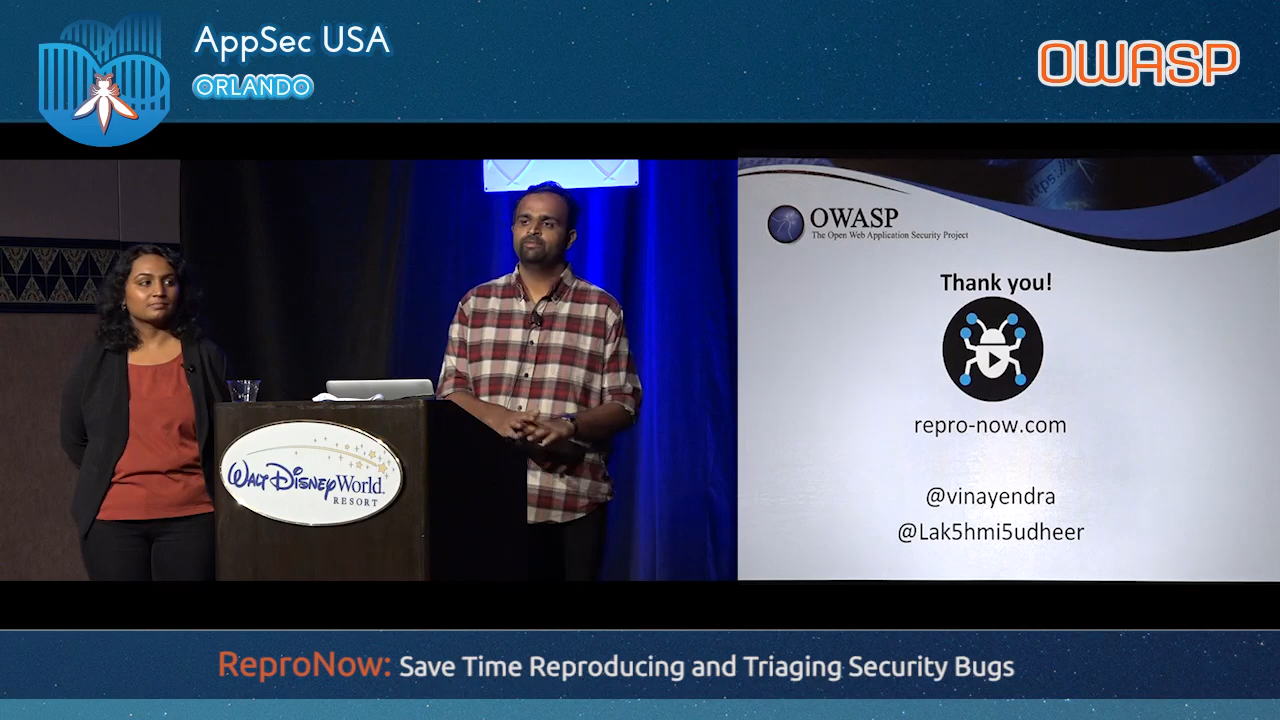 AppSec USA
ORLANDO
OWASP
OWASP
The Open Web Application Security Project
Thank you!
repro-now.com
@vinayendra
@Lak5hmi5udheer
WALT DISNEY World.
RESORT
ReproNow: Save Time Reproducing and Triaging Security Bugs